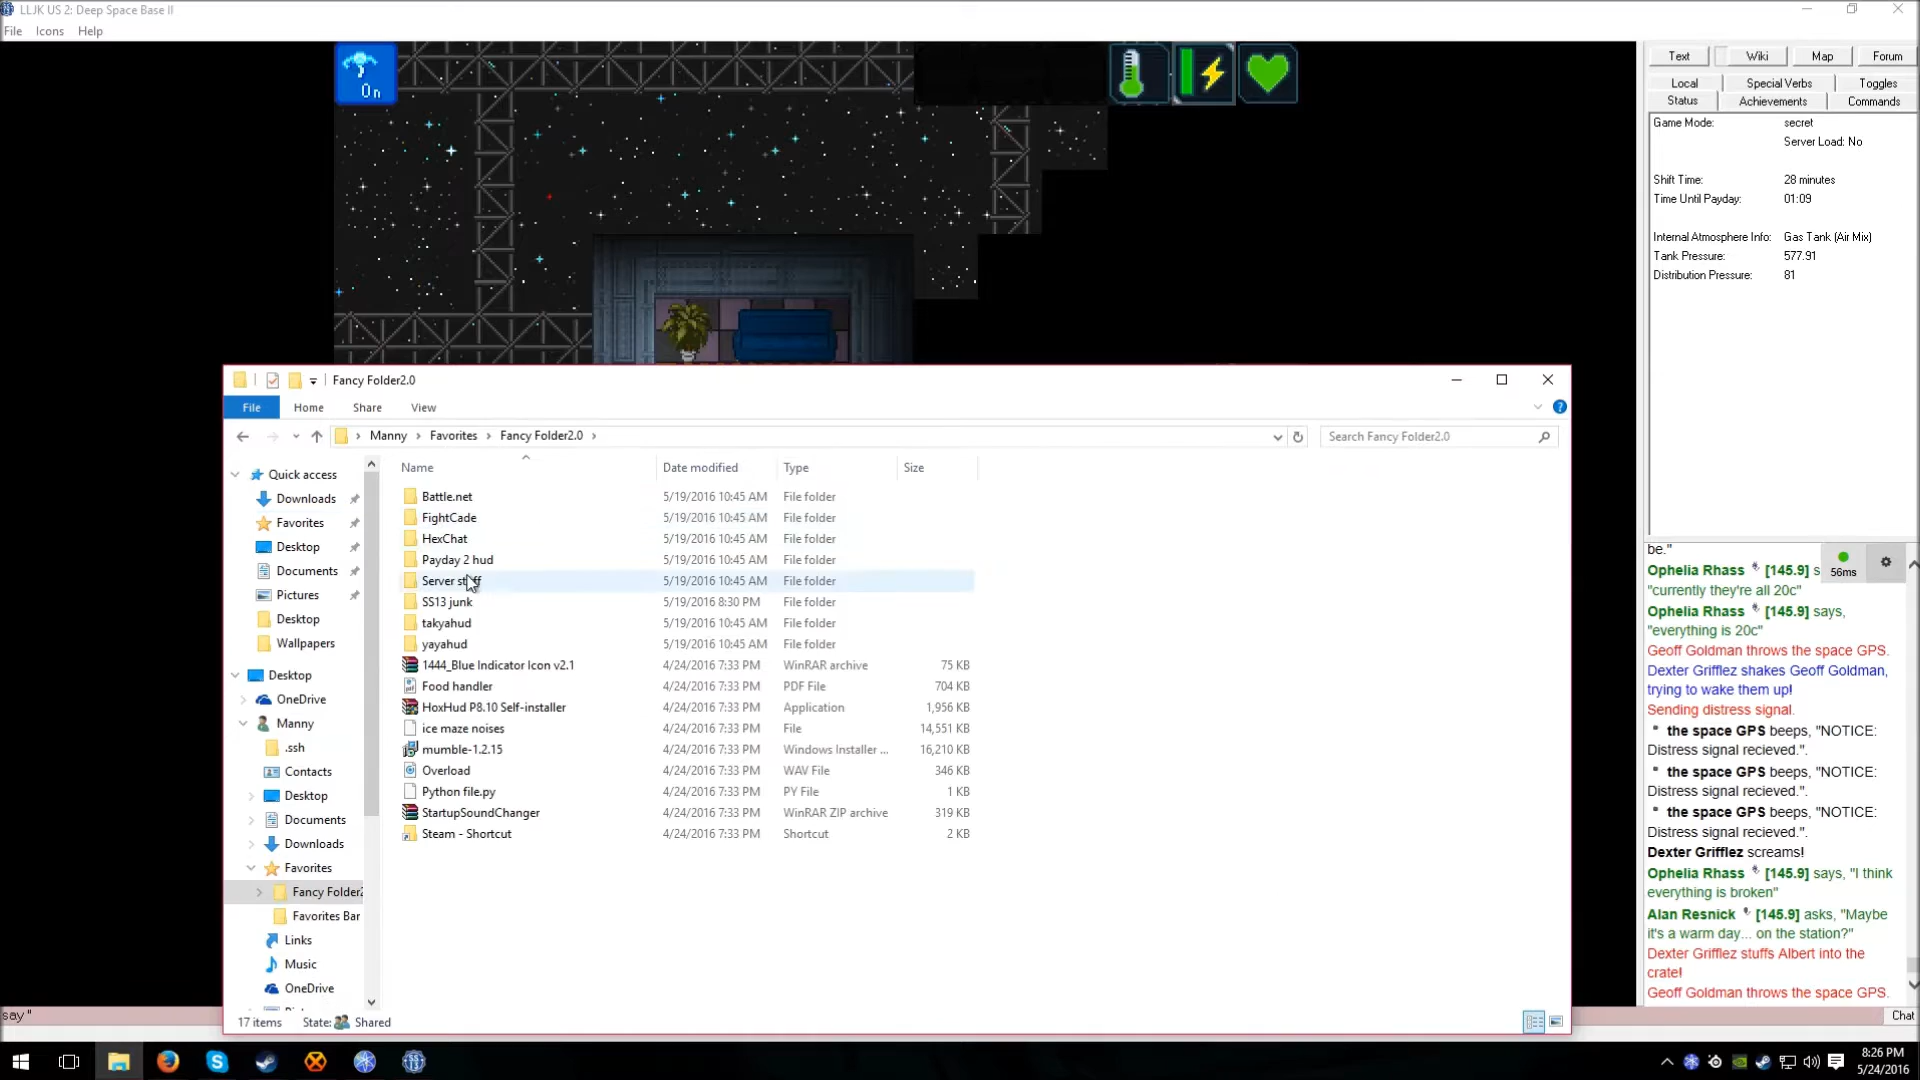 LLJK US 2: Deep Space Base II
File Icons Help
On
Text Wiki Map Forum
Local Special Verbs Toggles
Status Achievements Commands
Game Mode: secret
Server Load: No
Shift Time: 28 minutes
Time Until Payday: 01:09
Internal Atmosphere Info: Gas Tank (Air Mix)
Tank Pressure: 577.91
Distribution Pressure: 81
Fancy Folder2.0
File Home Share View
Manny Favorites Fancy Folder2.0
Search Fancy Folder2.0
Name Date modified Type Size
Battle.net 5/19/2016 10:45 AM File folder
FightCade 5/19/2016 10:45 AM File folder
HexChat 5/19/2016 10:45 AM File folder
Payday 2 hud 5/19/2016 10:45 AM File folder
Server stuff 5/19/2016 10:45 AM File folder
SS13 junk 5/19/2016 8:30 PM File folder
takyahud 5/19/2016 10:45 AM File folder
yayahud 5/19/2016 10:45 AM File folder
1444_Blue Indicator Icon v2.1 4/24/2016 7:33 PM WinRAR archive 75 KB
Food handler 4/24/2016 7:33 PM PDF File 704 KB
HoxHud P8.10 Self-installer 4/24/2016 7:33 PM Application 1,956 KB
ice maze noises 4/24/2016 7:33 PM File 14,551 KB
mumble-1.2.15 4/24/2016 7:33 PM Windows Installer ... 16,210 KB
Overload 4/24/2016 7:33 PM WAV File 346 KB
Python file.py 4/24/2016 7:33 PM PY File 1 KB
StartupSoundChanger 4/24/2016 7:33 PM WinRAR ZIP archive 319 KB
Steam - Shortcut 4/24/2016 7:33 PM Shortcut 2 KB
Quick access
Downloads
Favorites
Desktop
Documents
Pictures
Desktop
Wallpapers
Desktop
OneDrive
Manny
.ssh
Contacts
Desktop
Documents
Downloads
Favorites
Fancy Folder2
Favorites Bar
Links
Music
OneDrive
17 items State: Shared
be."
56ms
Ophelia Rhass [145.9] s
"currently they're all 20c"
Ophelia Rhass [145.9] says,
"everything is 20c"
Geoff Goldman throws the space GPS.
Dexter Grifflez shakes Geoff Goldman,
trying to wake them up!
Sending distress signal.
the space GPS beeps, "NOTICE:
Distress signal recieved.".
the space GPS beeps, "NOTICE:
Distress signal recieved.".
the space GPS beeps, "NOTICE:
Distress signal recieved.".
Dexter Grifflez screams!
Ophelia Rhass [145.9] says, "I think
everything is broken"
Alan Resnick [145.9] asks, "Maybe
it's a warm day... on the station?"
Dexter Grifflez stuffs Albert into the
crate!
Geoff Goldman throws the space GPS.
say "
Chat
8:26 PM
5/24/2016